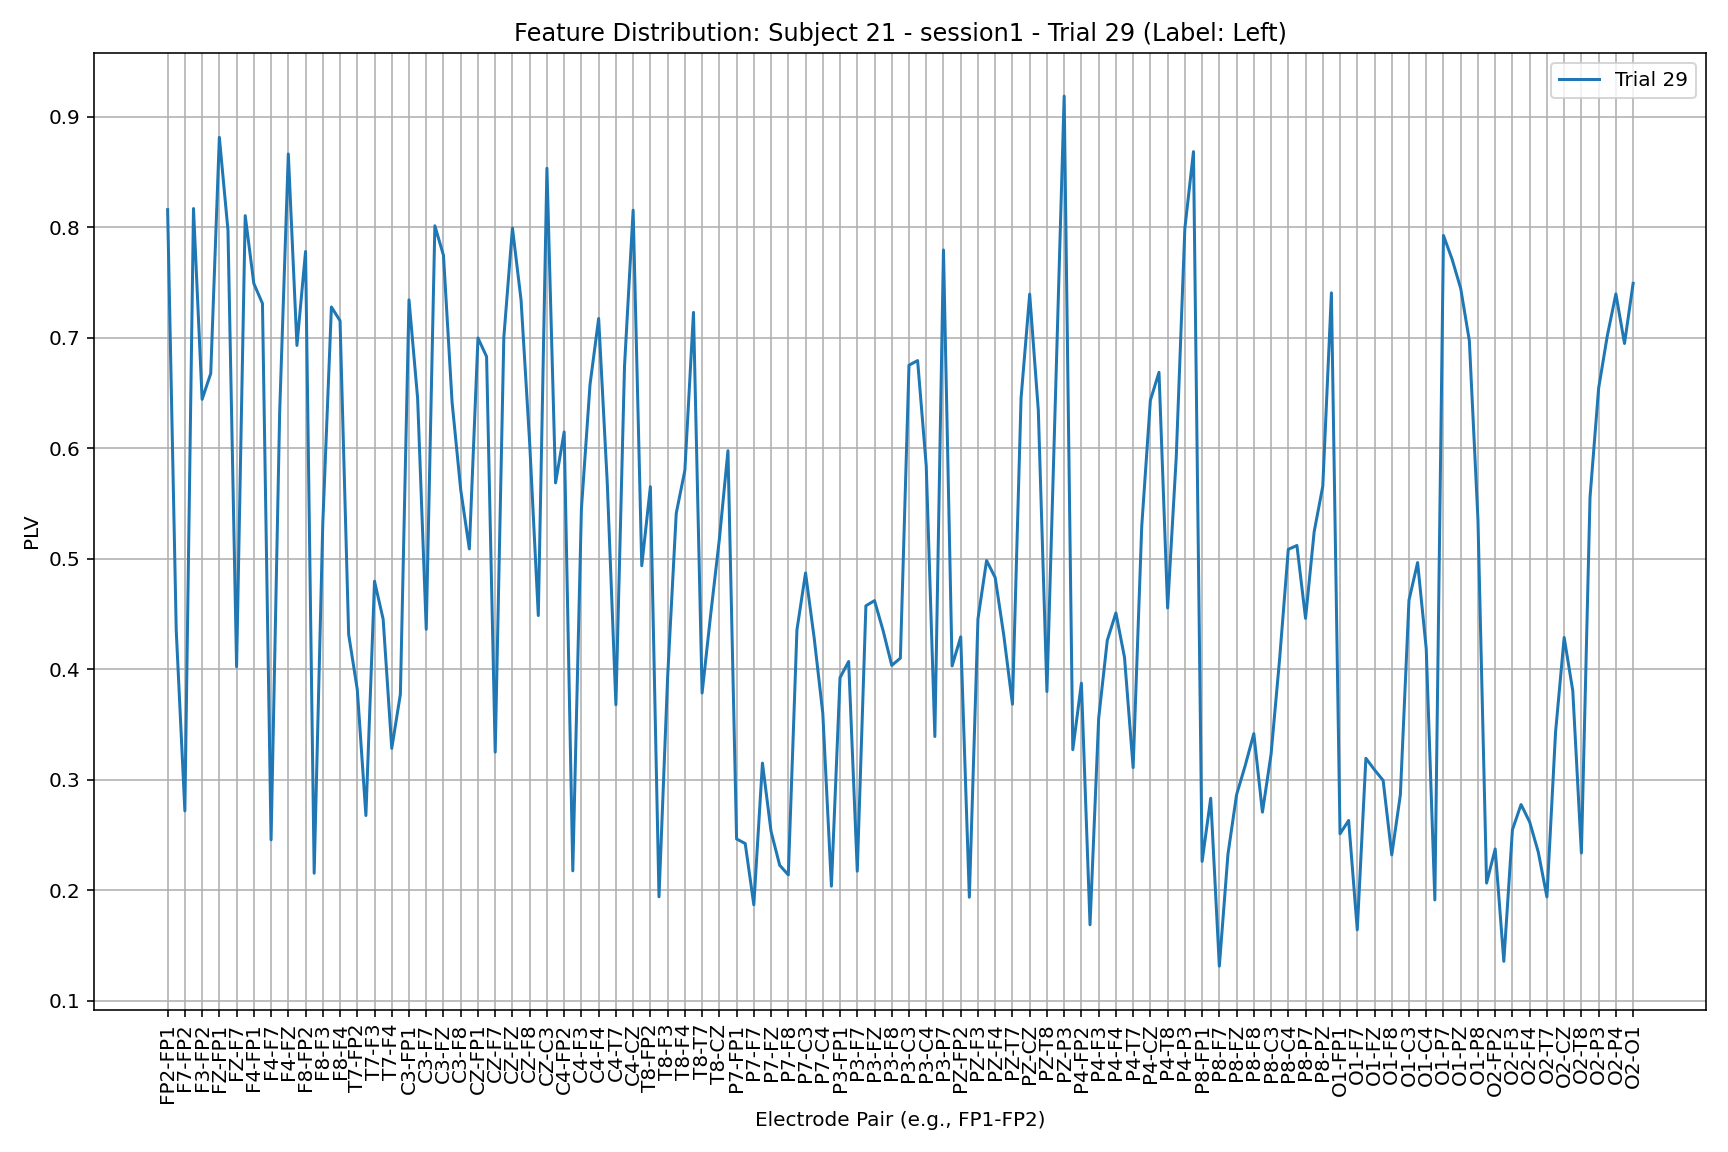 Feature Distribution: Subject 21 - session1 - Trial 29 (Label: Left)
Trial 29
PLV
0.9
0.8
0.7
0.6
0.5
0.4
0.3
0.2
0.1
FP2-FP1
F7-FP2
F3-FP2
FZ-FP1
FZ-F7
F4-FP1
F4-F7
F4-FZ
F8-FP2
F8-F3
F8-F4
T7-FP2
T7-F3
T7-F4
C3-FP1
C3-F7
C3-FZ
C3-F8
CZ-FP1
CZ-F7
CZ-FZ
CZ-F8
CZ-C3
C4-FP2
C4-F3
C4-F4
C4-T7
C4-CZ
T8-FP2
T8-F3
T8-F4
T8-T7
T8-CZ
P7-FP1
P7-F7
P7-FZ
P7-F8
P7-C3
P7-C4
P3-FP1
P3-F7
P3-FZ
P3-F8
P3-C3
P3-C4
P3-P7
PZ-FP2
PZ-F3
PZ-F4
PZ-T7
PZ-CZ
PZ-T8
PZ-P3
P4-FP2
P4-F3
P4-F4
P4-T7
P4-CZ
P4-T8
P4-P3
P8-FP1
P8-F7
P8-FZ
P8-F8
P8-C3
P8-C4
P8-P7
P8-PZ
O1-FP1
O1-F7
O1-FZ
O1-F8
O1-C3
O1-C4
O1-P7
O1-PZ
O1-P8
O2-FP2
O2-F3
O2-F4
O2-T7
O2-CZ
O2-T8
O2-P3
O2-P4
O2-O1
Electrode Pair (e.g., FP1-FP2)